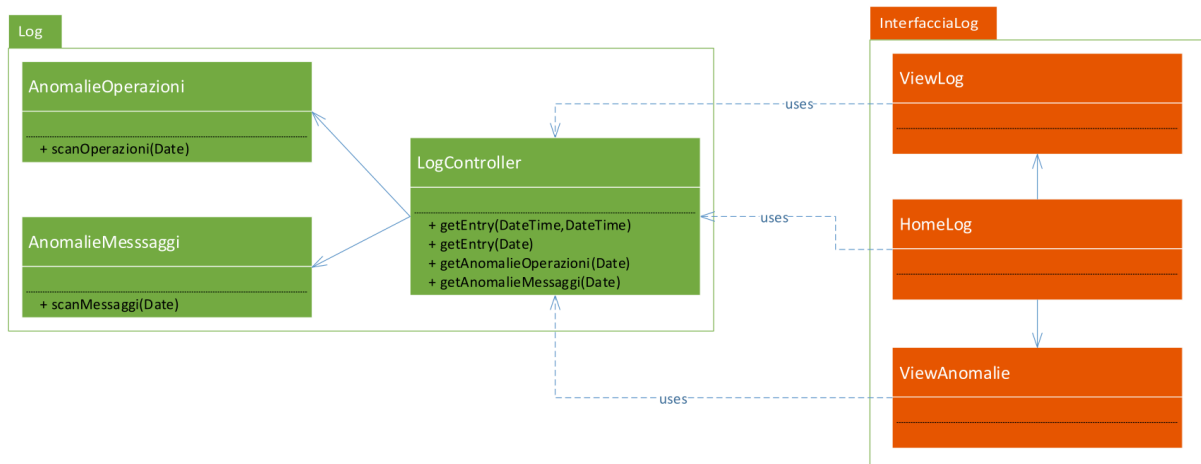 Log
AnomalieOperazioni
+ scanOperazioni(Date)
AnomalieMesssaggi
+ scanMessaggi(Date)
LogController
+ getEntry(DateTime,DateTime)
+ getEntry(Date)
+ getAnomalieOperazioni(Date)
+ getAnomalieMessaggi(Date)
uses
uses
uses
InterfacciaLog
ViewLog
HomeLog
ViewAnomalie